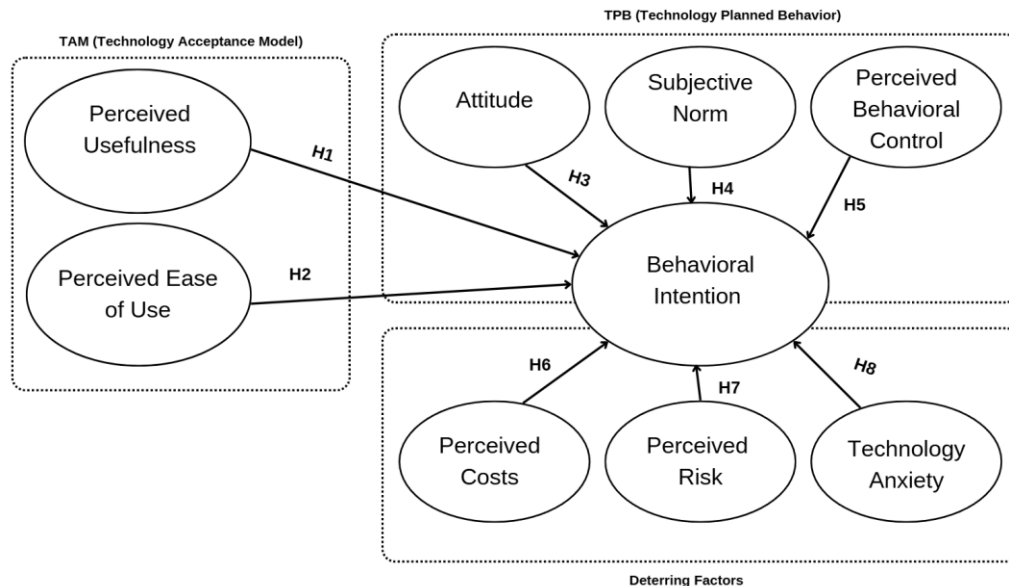 TPB (Technology Planned Behavior)
TAM (Technology Acceptance Model)
Perceived
Usefulness
Attitude
Subjective
Norm
Perceived
Behavioral
Control
H1
H3
H4
H5
Perceived Ease
of Use
H2
Behavioral
Intention
H6
H7
H8
Perceived
Costs
Perceived
Risk
Technology
Anxiety
Deterring Factors